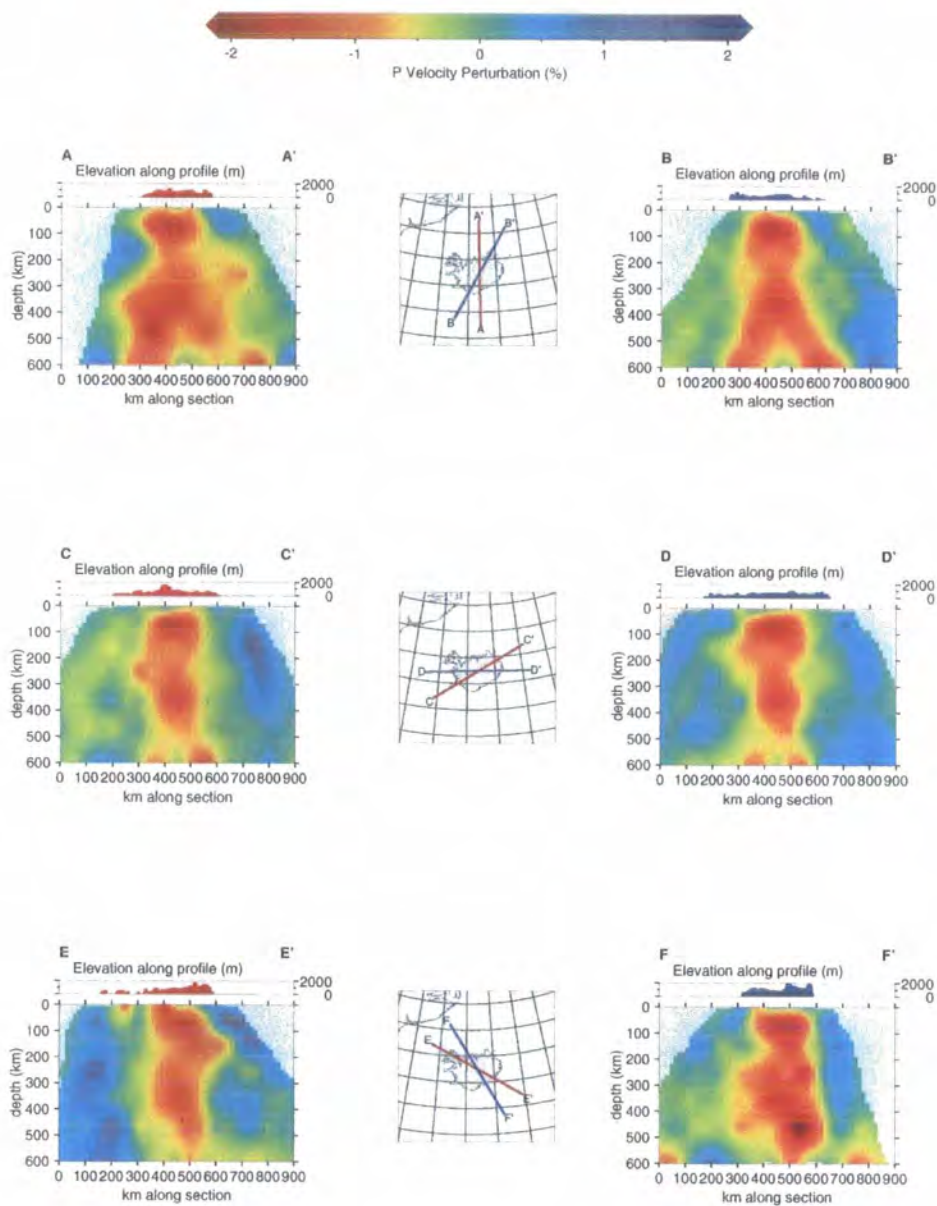 -2 -1 0 1 2
P Velocity Perturbation (%)
A A'
Elevation along profile (m)
2000
0
0
100
200
300
400
500
600
depth (km)
0 100 200 300 400 500 600 700 800 900
km along section
A'
B'
B
A
B B'
Elevation along profile (m)
2000
0
0
100
200
300
400
500
600
depth (km)
0 100 200 300 400 500 600 700 800 900
km along section
C C'
Elevation along profile (m)
2000
0
0
100
200
300
400
500
600
depth (km)
0 100 200 300 400 500 600 700 800 900
km along section
C'
D D'
C
D D'
Elevation along profile (m)
2000
0
0
100
200
300
400
500
600
depth (km)
0 100 200 300 400 500 600 700 800 900
km along section
E E'
Elevation along profile (m)
2000
0
0
100
200
300
400
500
600
depth (km)
0 100 200 300 400 500 600 700 800 900
km along section
F
E
E'
F'
F F'
Elevation along profile (m)
2000
0
0
100
200
300
400
500
600
depth (km)
0 100 200 300 400 500 600 700 800 900
km along section